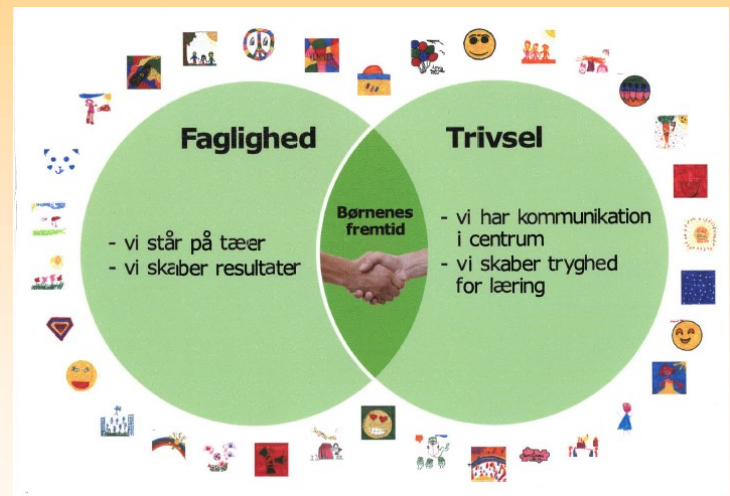 Faglighed
- vi står på tæer
- vi skaber resultater
Børnenes
fremtid
Trivsel
- vi har kommunikation
i centrum
- vi skaber tryghed
for læring